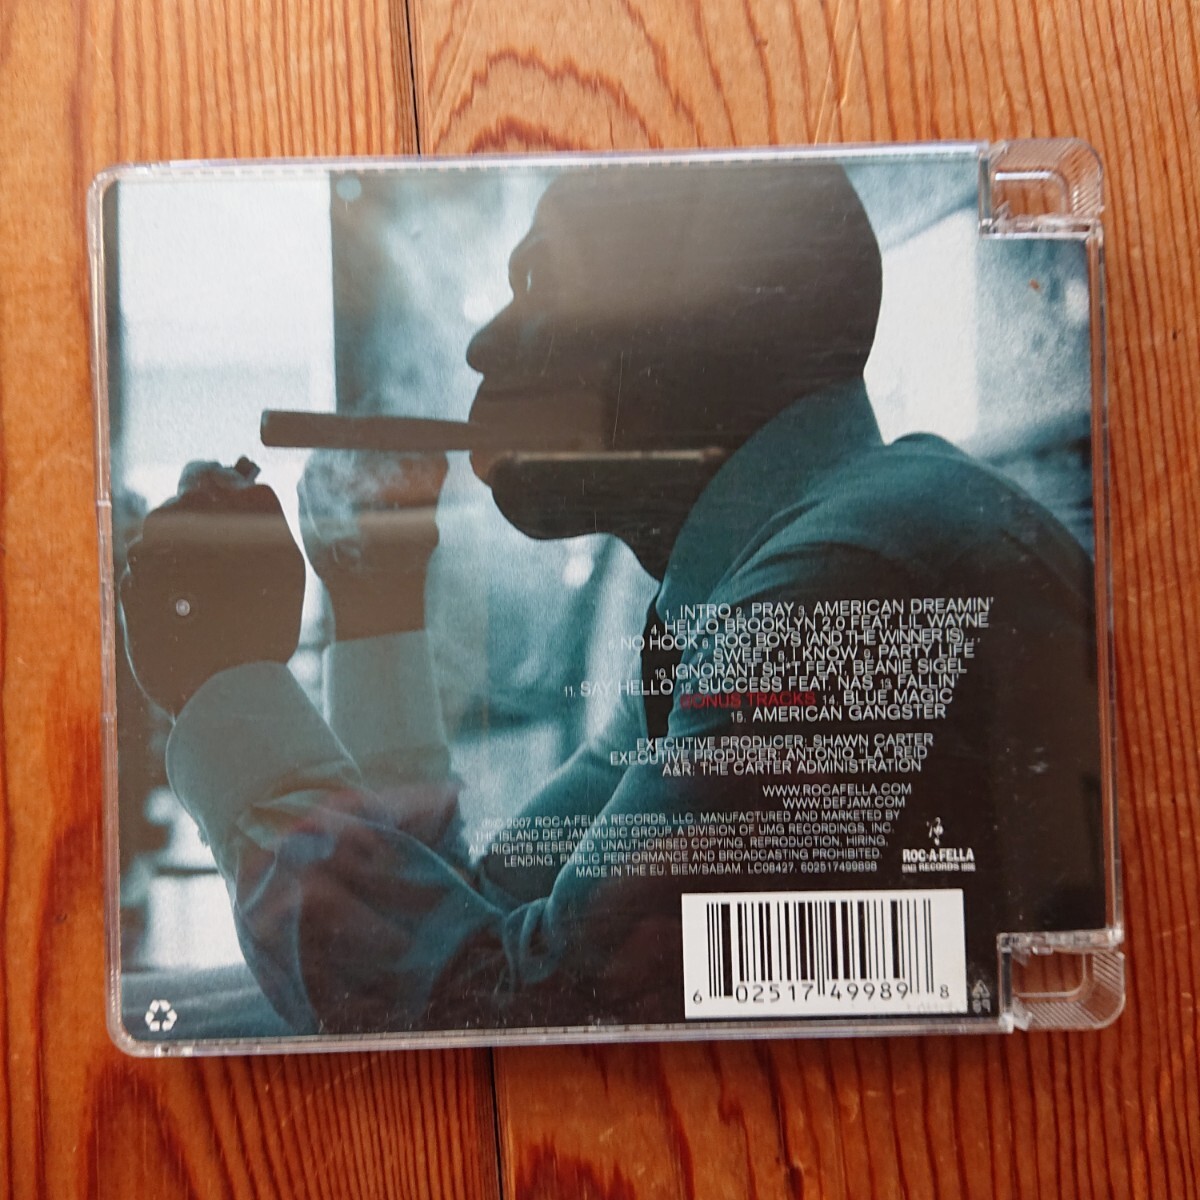 1. INTRO 2. PRAY 3. AMERICAN DREAMIN'
4. HELLO BROOKLYN 2.0 FEAT. LIL WAYNE
5. NO HOOK 6. ROC BOYS (AND THE WINNER IS)...
7. SWEET 8. I KNOW 9. PARTY LIFE
10. IGNORANT SH*T FEAT. BEANIE SIGEL
11. SAY HELLO 12. SUCCESS FEAT. NAS 13. FALLIN'
BONUS TRACKS 14. BLUE MAGIC
15. AMERICAN GANGSTER
EXECUTIVE PRODUCER: SHAWN CARTER
EXECUTIVE PRODUCER: ANTONIO "LA" REID
A&R: THE CARTER ADMINISTRATION
WWW.ROCAFELLA.COM
WWW.DEFJAM.COM
℗© 2007 ROC-A-FELLA RECORDS, LLC. MANUFACTURED AND MARKETED BY
THE ISLAND DEF JAM MUSIC GROUP, A DIVISION OF UMG RECORDINGS, INC.
ALL RIGHTS RESERVED. UNAUTHORISED COPYING, REPRODUCTION, HIRING,
LENDING, PUBLIC PERFORMANCE AND BROADCASTING PROHIBITED.
MADE IN THE EU. BIEM/SABAM. LC08427. 602517499898
ROC-A-FELLA
RECORDS
6 02517 49989 8